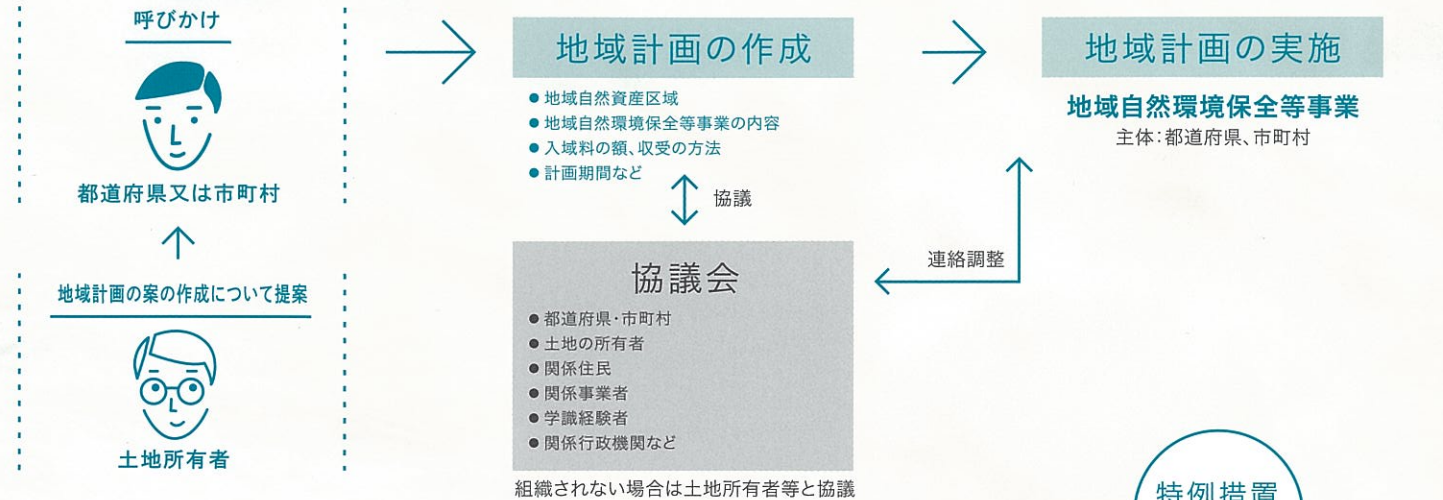 呼びかけ
都道府県又は市町村
地域計画の案の作成について提案
土地所有者
地域計画の作成
●地域自然資産区域
●地域自然環境保全等事業の内容
●入域料の額、収受の方法
●計画期間など
協議
協議会
●都道府県・市町村
●土地の所有者
●関係住民
●関係事業者
●学識経験者
●関係行政機関など
組織されない場合は土地所有者等と協議
連絡調整
地域計画の実施
地域自然環境保全等事業
主体：都道府県、市町村
特例措置